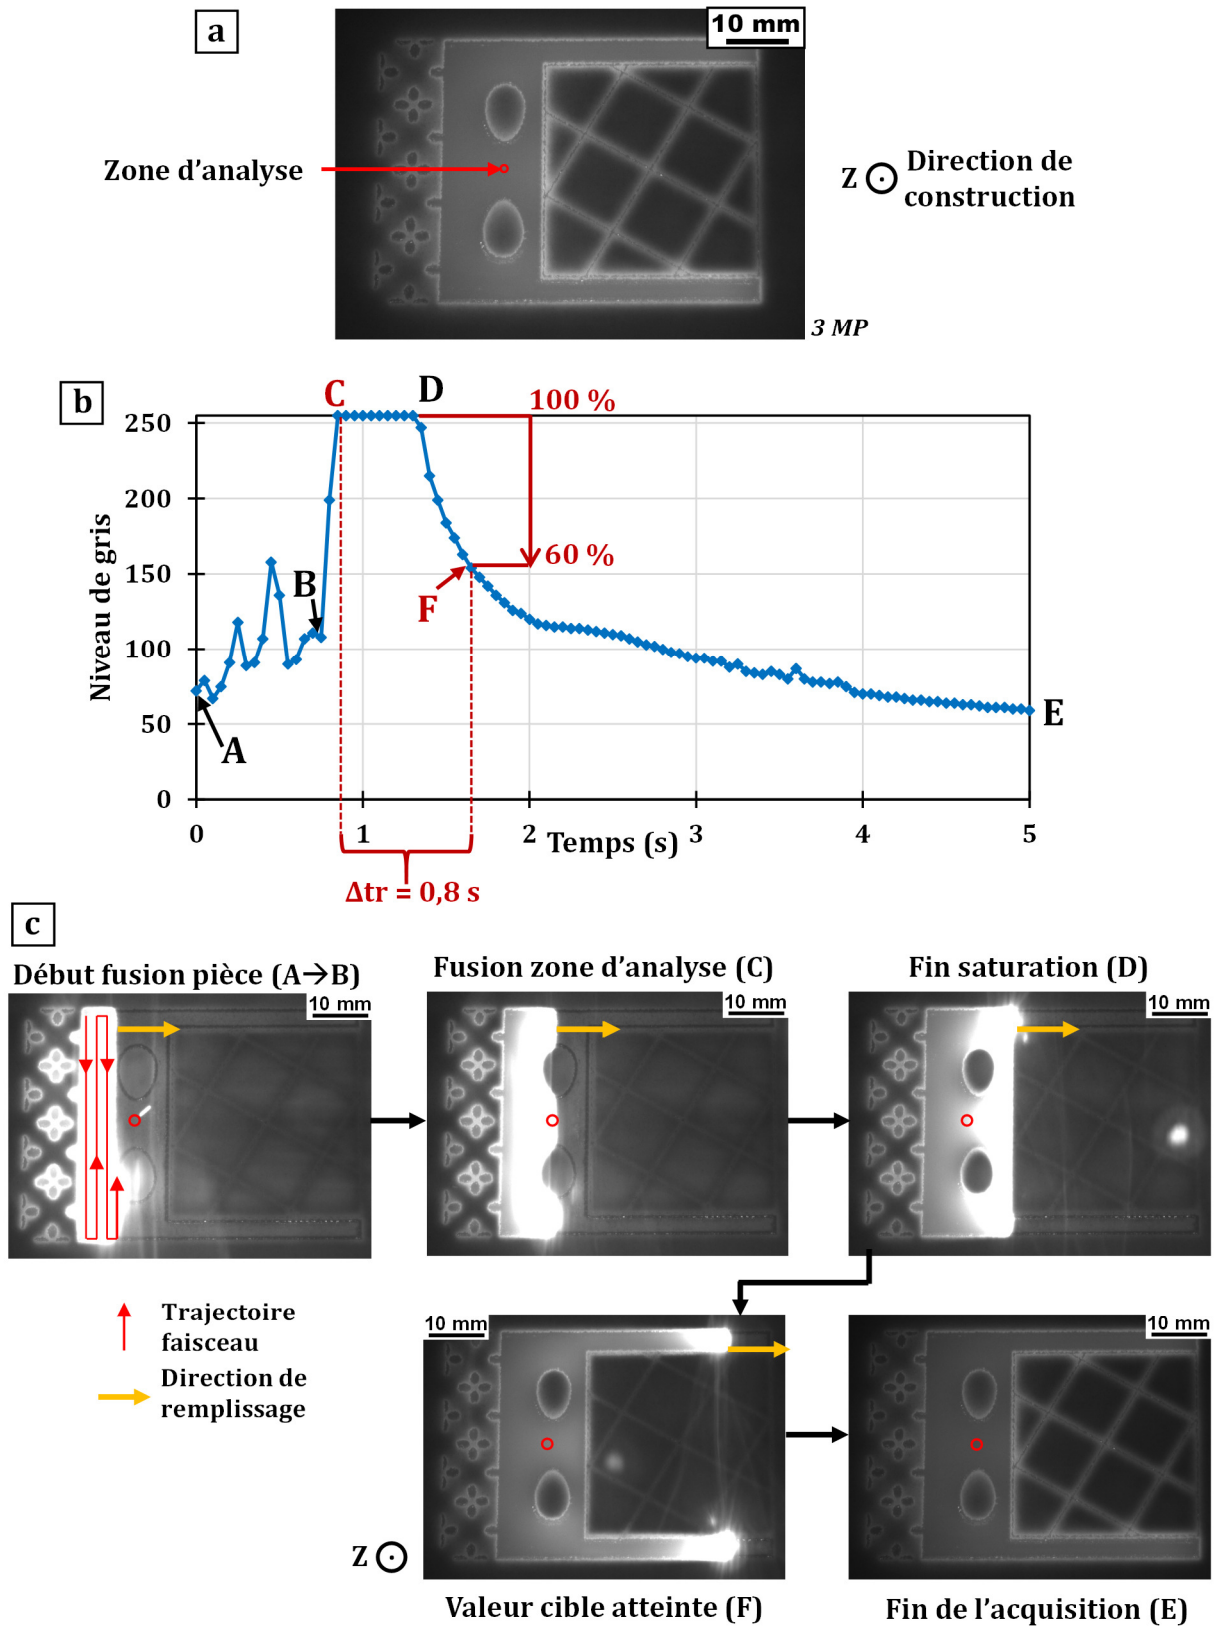 a
10 mm
Zone d'analyse
Z
Direction de
construction
3 MP
b
C
D
100 %
60 %
B
F
A
E
Niveau de gris
250
200
150
100
50
0
0
1
2
3
4
5
Temps (s)
Δtr = 0,8 s
c
Début fusion pièce (A→B)
Fusion zone d'analyse (C)
Fin saturation (D)
10 mm
10 mm
10 mm
Trajectoire
faisceau
Direction de
remplissage
10 mm
10 mm
Z
Valeur cible atteinte (F)
Fin de l'acquisition (E)